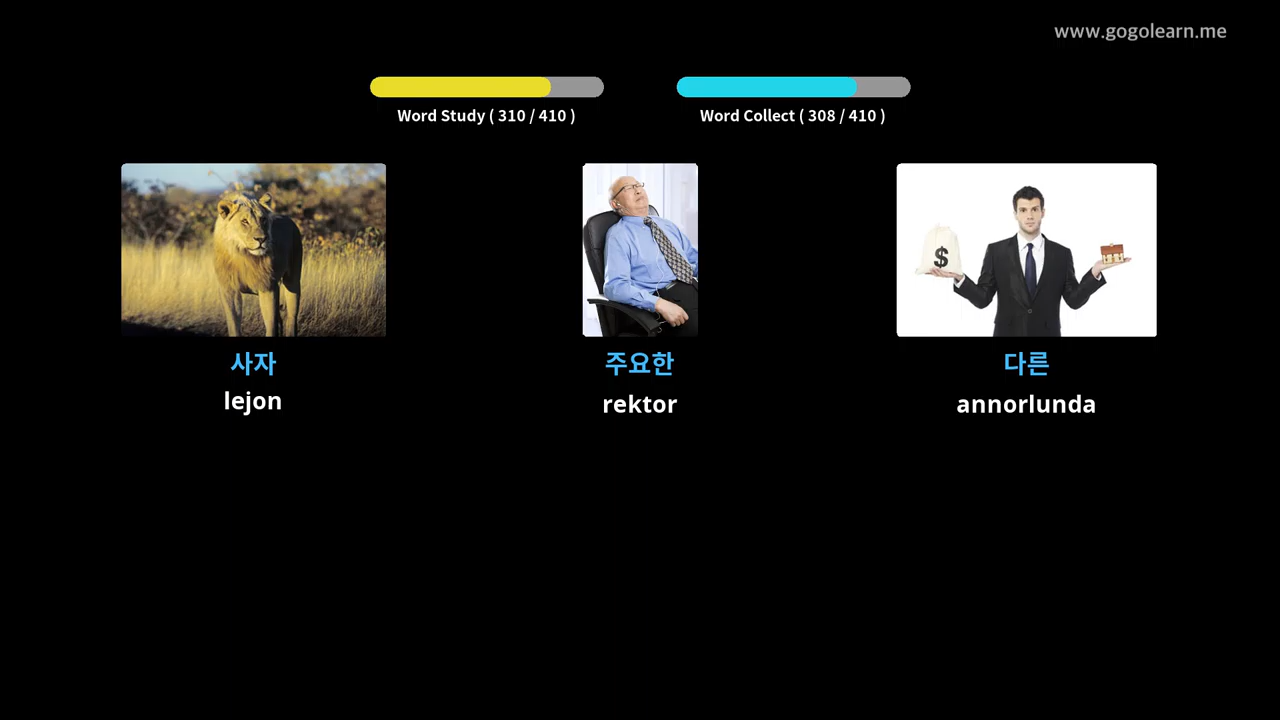 www.gogolearn.me
Word Study ( 310 / 410 )
Word Collect ( 308 / 410 )
$
사자
주요한
다른
lejon
rektor
annorlunda